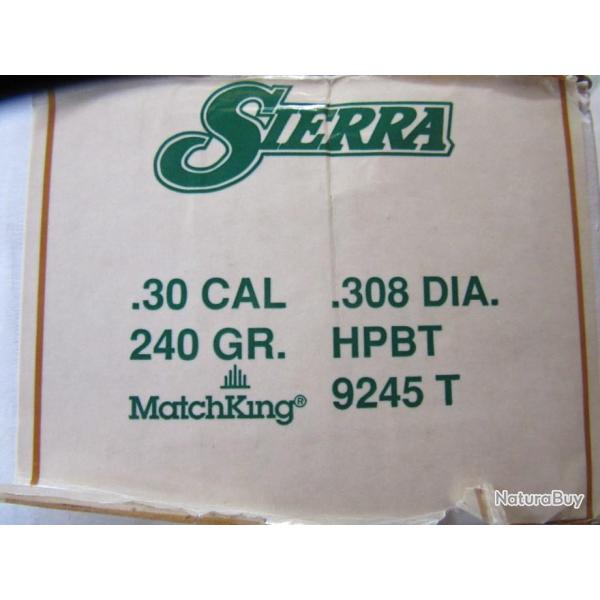 SIERRA
.30 CAL .308 DIA.
240 GR. HPBT
MatchKing® 9245 T
NaturaBuy